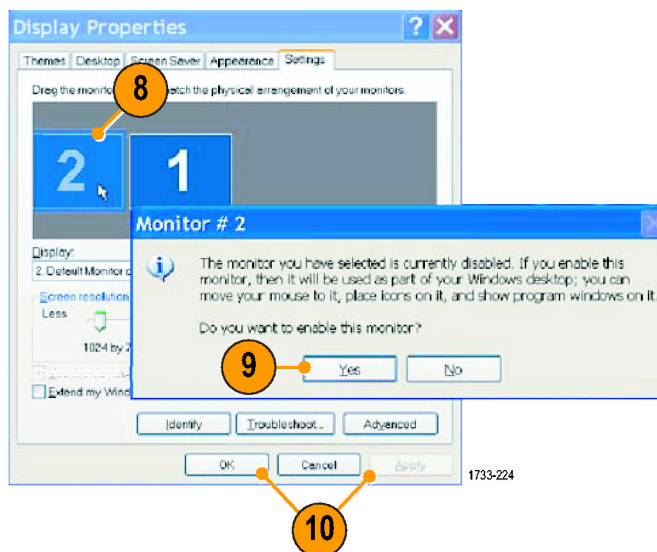 Display Properties
Themes Desktop Screen Saver Appearance Settings
Drag the monito 8 atch the physical arrangement of your monitors.
2 1
Monitor # 2
Display:
2. Default Monitor
The monitor you have selected is currently disabled. If you enable this
monitor, then it will be used as part of your Windows desktop; you can
move your mouse to it, place icons on it, and show program windows on it.
Screen resolution
Less
1024 by 7
Do you want to enable this monitor?
9 Yes No
Extend my Wind
Identify Troubleshoot... Advanced
OK Cancel Apply
1733-224
10